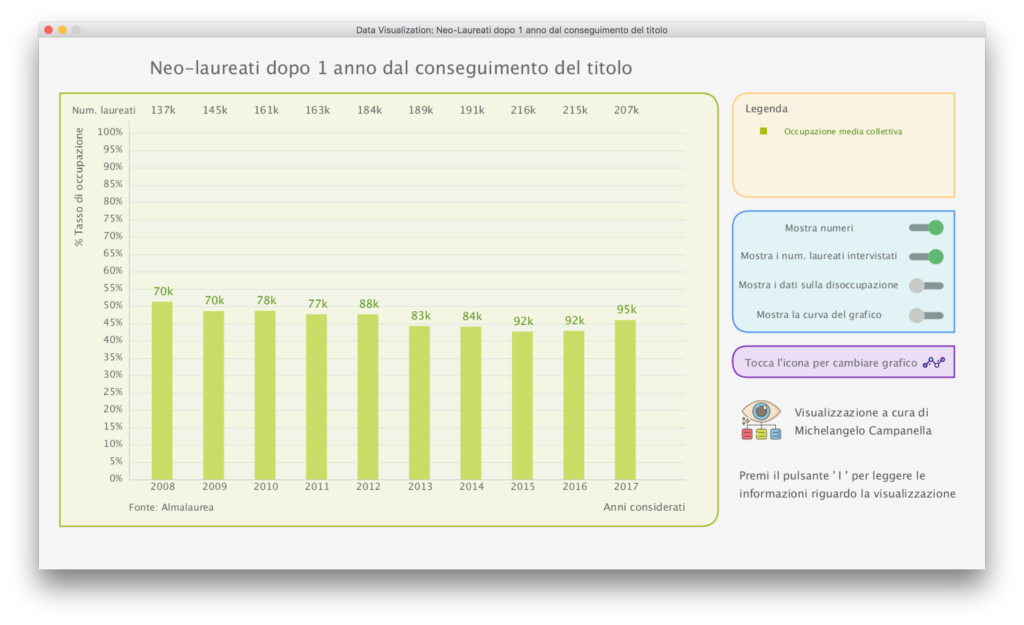 Data Visualization: Neo-Laureati dopo 1 anno dal conseguimento del titolo
Neo-laureati dopo 1 anno dal conseguimento del titolo
Num. laureati 137k 145k 161k 163k 184k 189k 191k 216k 215k 207k
% Tasso di occupazione
100%
95%
90%
85%
80%
75%
70%
65%
60%
55%
50%
45%
40%
35%
30%
25%
20%
15%
10%
5%
0%
70k 70k 78k 77k 88k 83k 84k 92k 92k 95k
2008 2009 2010 2011 2012 2013 2014 2015 2016 2017
Fonte: Almalaurea
Anni considerati
Legenda
Occupazione media collettiva
Mostra numeri
Mostra i num. laureati intervistati
Mostra i dati sulla disoccupazione
Mostra la curva del grafico
Tocca l'icona per cambiare grafico
Visualizzazione a cura di
Michelangelo Campanella
Premi il pulsante ' I ' per leggere le
informazioni riguardo la visualizzazione